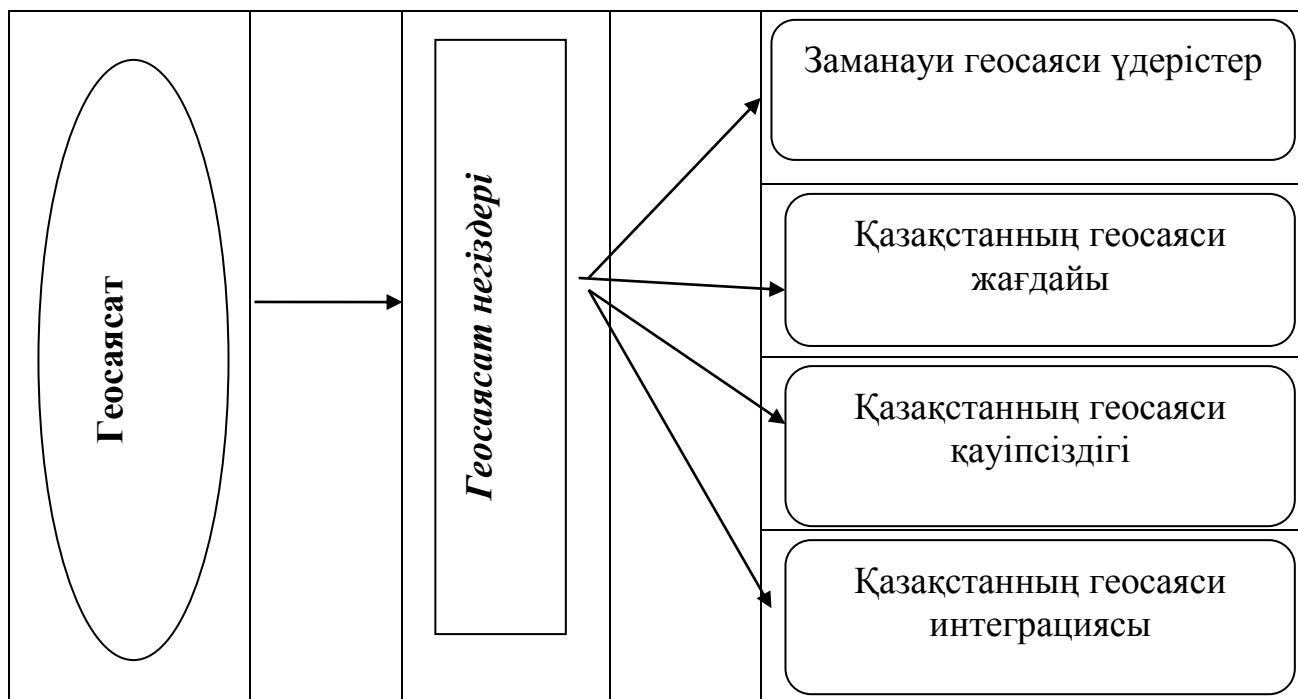 Геосаясат
Геосаясат негіздері
Заманауи геосаяси үдерістер
Қазақстанның геосаяси
жағдайы
Қазақстанның геосаяси
қауіпсіздігі
Қазақстанның геосаяси
интеграциясы